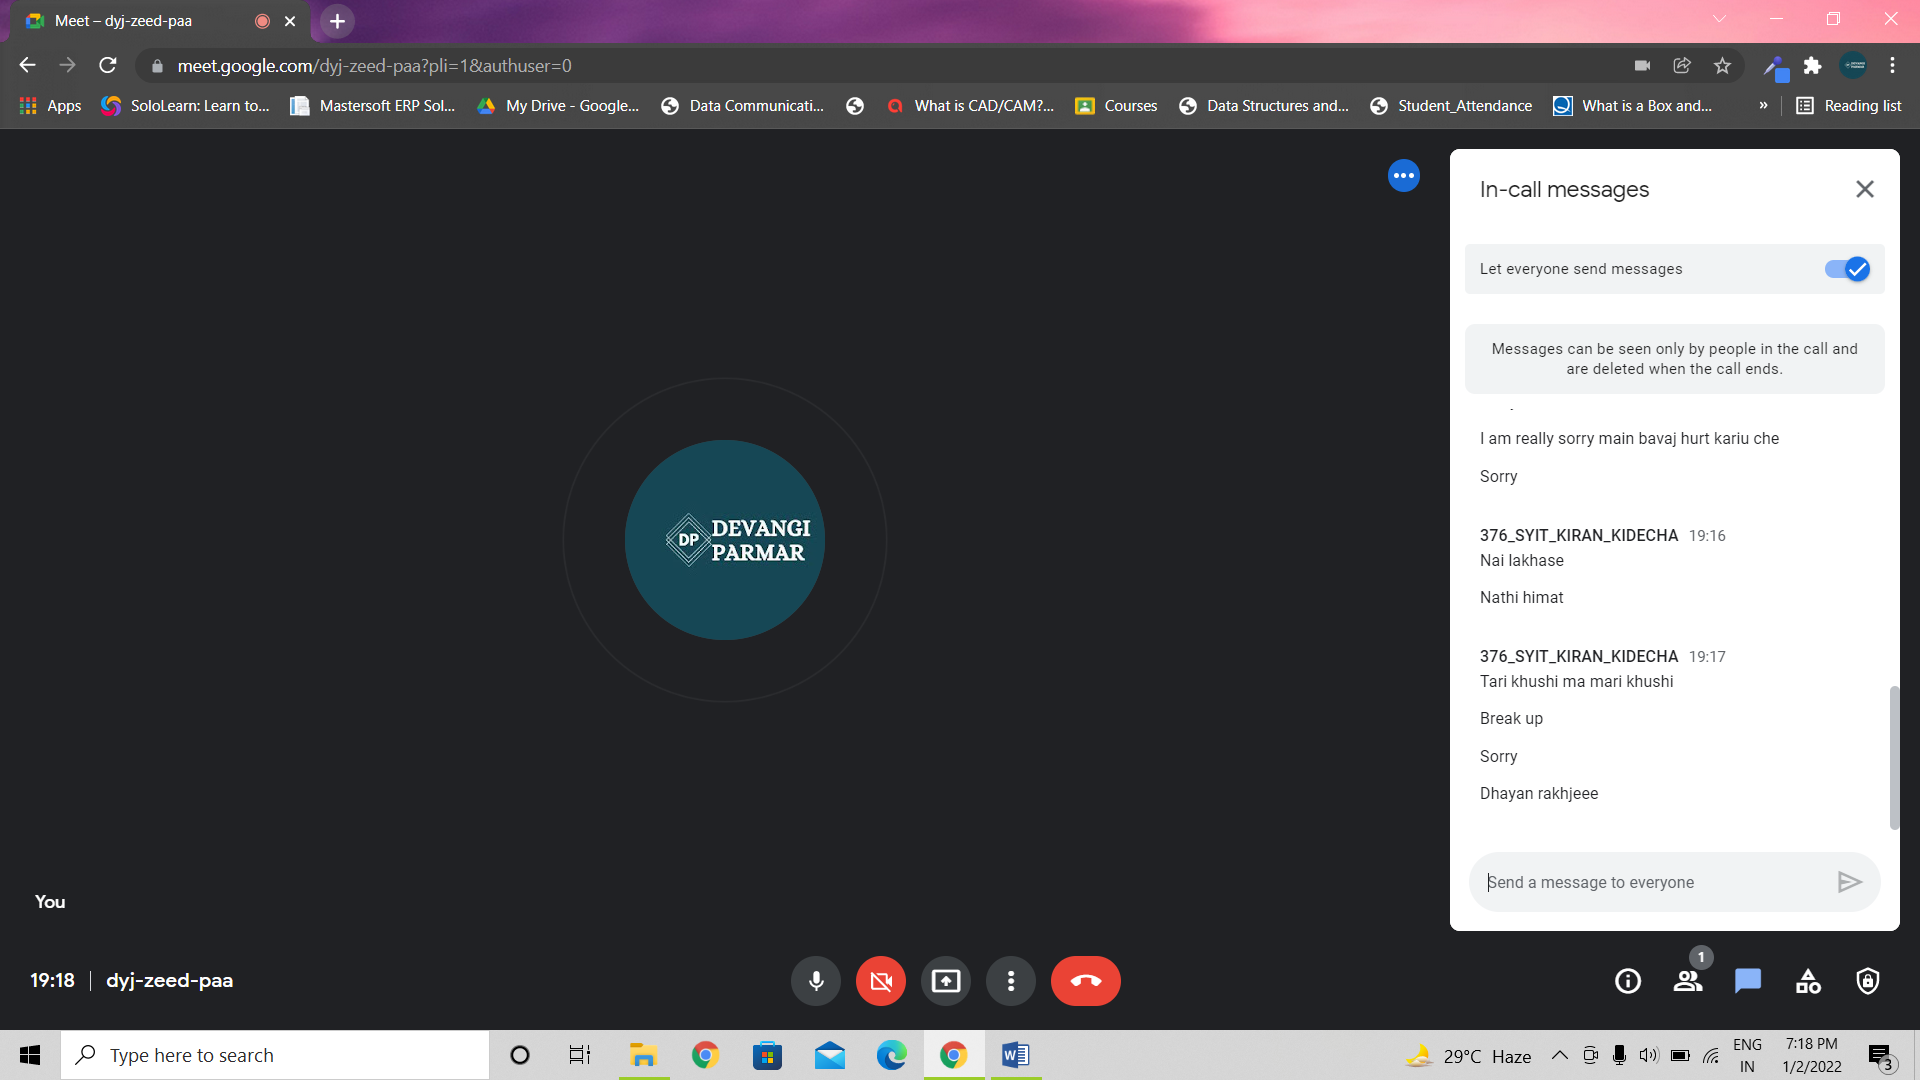 Meet – dyj-zeed-paa
meet.google.com/dyj-zeed-paa?pli=1&authuser=0
Apps
SoloLearn: Learn to...
Mastersoft ERP Sol...
My Drive - Google...
Data Communicati...
What is CAD/CAM?...
Courses
Data Structures and...
Student_Attendance
What is a Box and...
»
Reading list
In-call messages
Let everyone send messages
Messages can be seen only by people in the call and
are deleted when the call ends.
I am really sorry main bavaj hurt kariu che
Sorry
376_SYIT_KIRAN_KIDECHA 19:16
Nai lakhase
Nathi himat
376_SYIT_KIRAN_KIDECHA 19:17
Tari khushi ma mari khushi
Break up
Sorry
Dhayan rakhjeee
Send a message to everyone
DP
DEVANGI
PARMAR
You
19:18 | dyj-zeed-paa
1
Type here to search
29°C Haze
ENG
IN
7:18 PM
1/2/2022
3